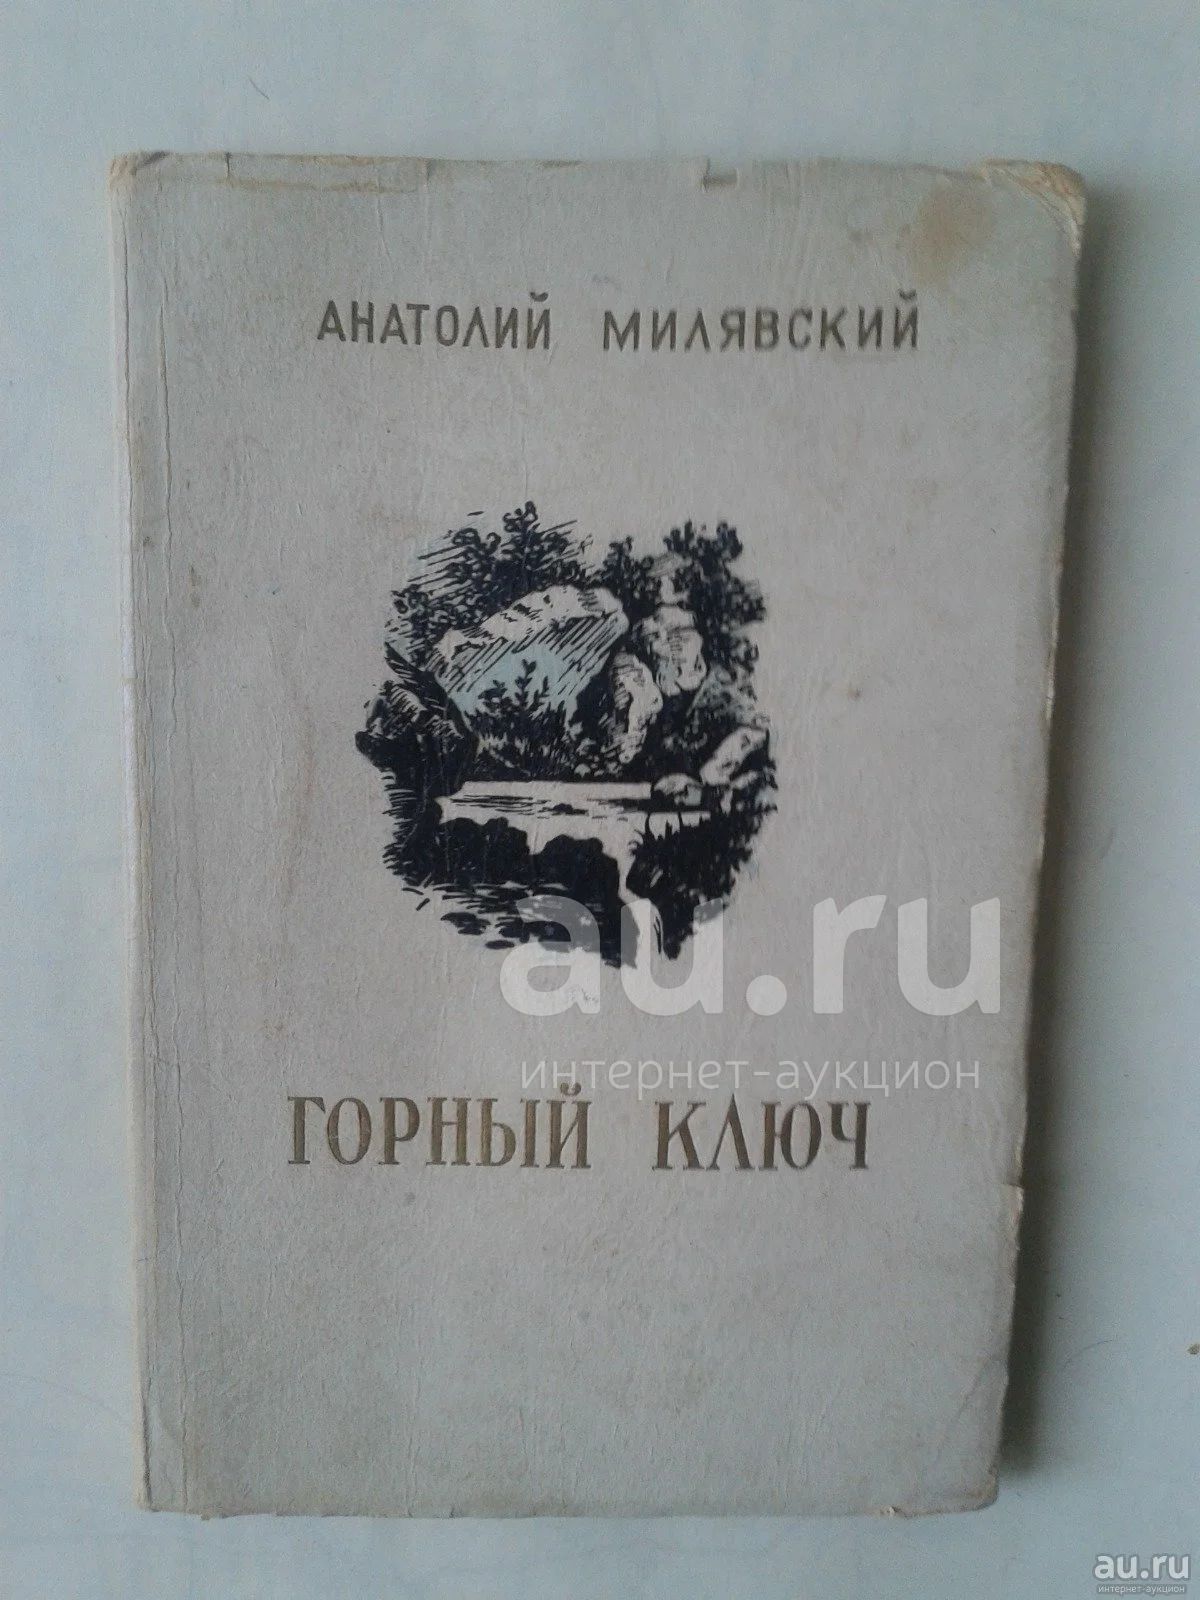 АНАТОЛИЙ МИЛЯВСКИЙ
au.ru
интернет-аукцион
ГОРНЫЙ КЛЮЧ
au.ru
интернет-аукцион